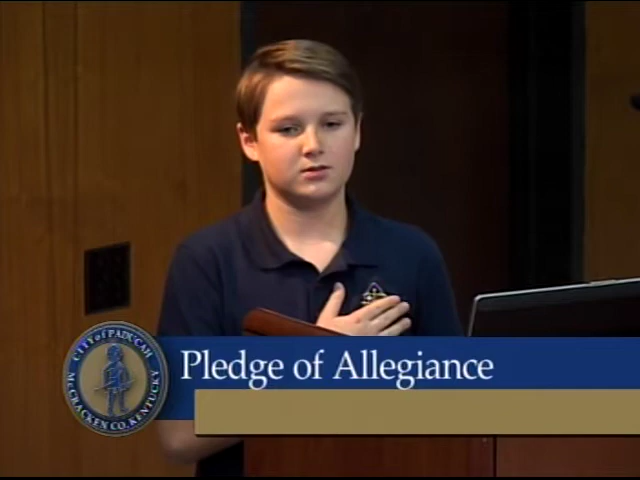 Pledge of Allegiance
CITY of PADUCAH
McCRACKEN CO. KENTUCKY